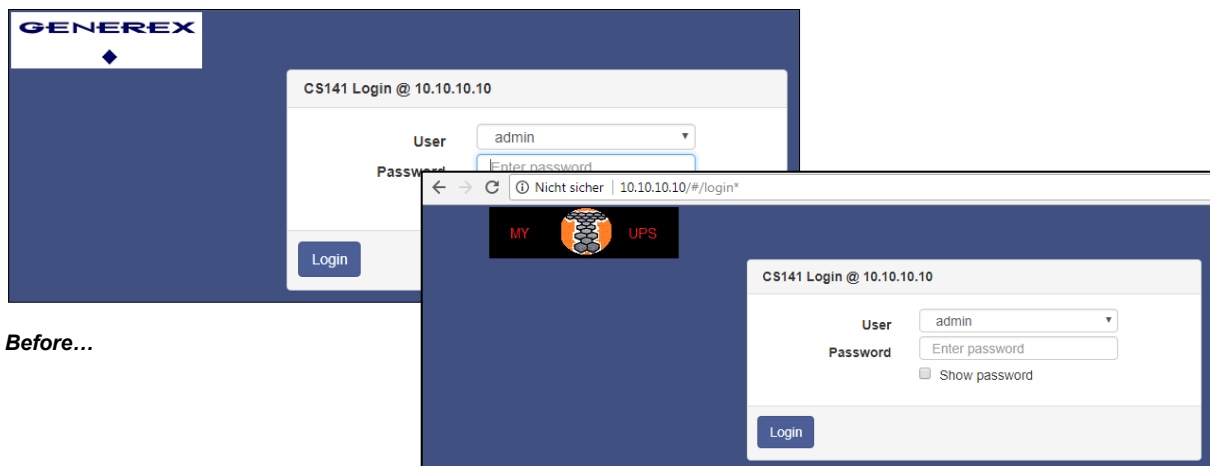 GENEREX
CS141 Login @ 10.10.10.10
User admin
Password Enter password
Login
Before…
Nicht sicher | 10.10.10.10/#/login*
MY UPS
CS141 Login @ 10.10.10.10
User admin
Password Enter password
Show password
Login